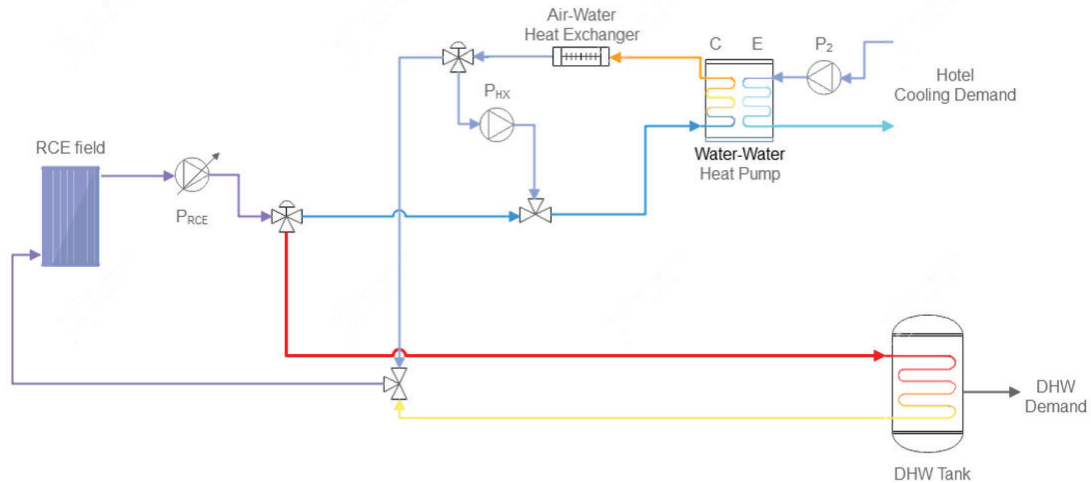 Air-Water
Heat Exchanger
C
E
P2
Hotel
Cooling Demand
PHX
Water-Water
Heat Pump
RCE field
PRCE
DHW
Demand
DHW Tank